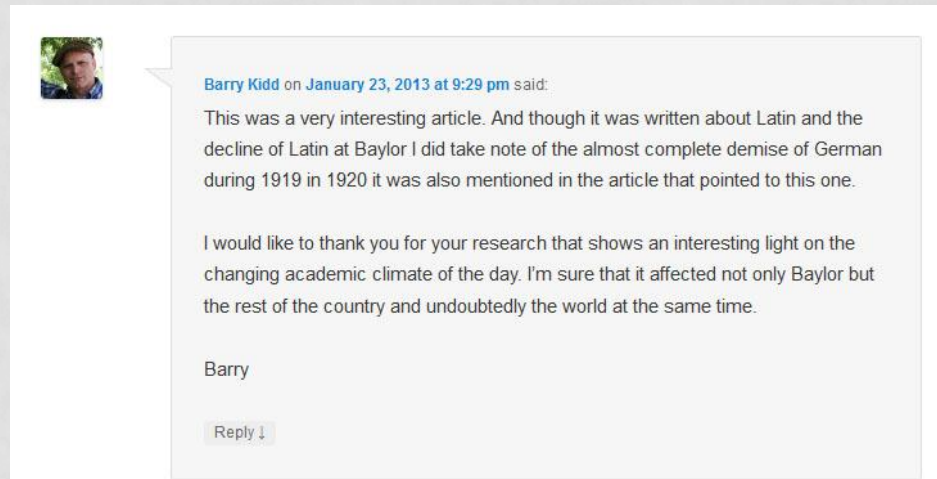 Barry Kidd on January 23, 2013 at 9:29 pm said:
This was a very interesting article. And though it was written about Latin and the
decline of Latin at Baylor I did take note of the almost complete demise of German
during 1919 in 1920 it was also mentioned in the article that pointed to this one.
I would like to thank you for your research that shows an interesting light on the
changing academic climate of the day. I'm sure that it affected not only Baylor but
the rest of the country and undoubtedly the world at the same time.
Barry
Reply ↓